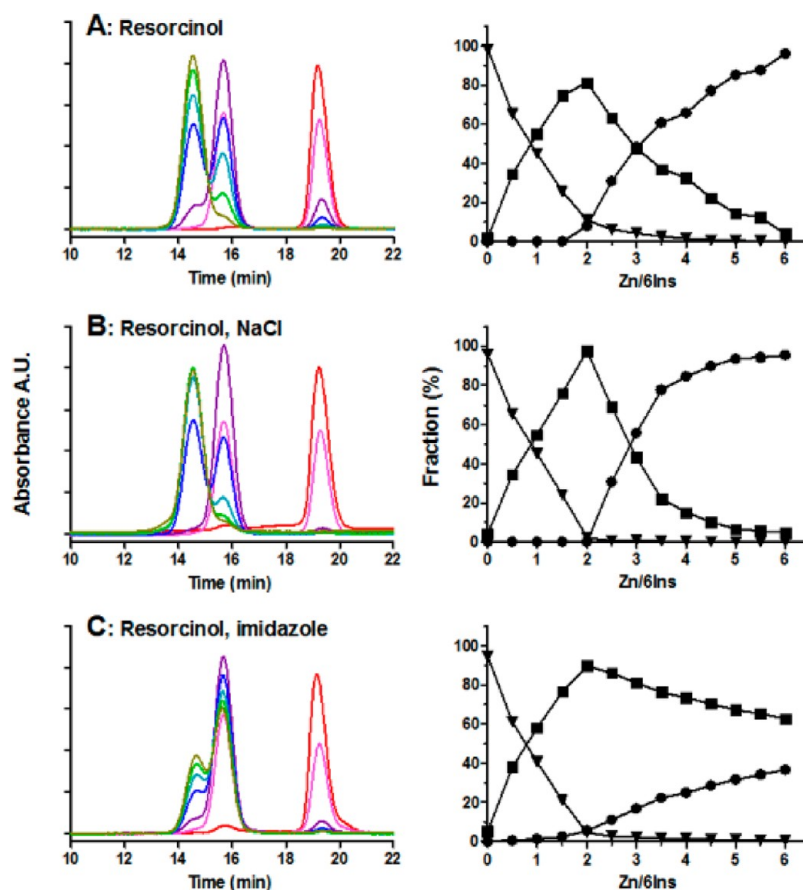 A: Resorcinol
10 12 14 16 18 20 22
Time (min)
100
80
60
40
20
0
0 1 2 3 4 5 6
Zn/6Ins
B: Resorcinol, NaCl
10 12 14 16 18 20 22
Time (min)
Absorbance A.U.
100
80
60
40
20
0
0 1 2 3 4 5 6
Zn/6Ins
Fraction (%)
C: Resorcinol, imidazole
10 12 14 16 18 20 22
Time (min)
100
80
60
40
20
0
0 1 2 3 4 5 6
Zn/6Ins